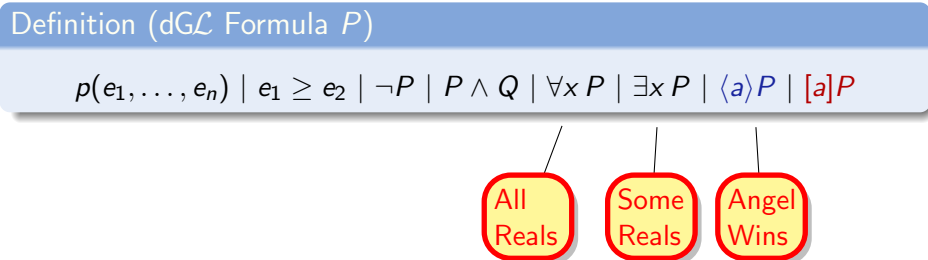 Definition (dGℒ Formula P)
p(e₁,…,eₙ) | e₁ ≥ e₂ | ¬P | P ∧ Q | ∀x P | ∃x P | ⟨a⟩P | [a]P
All
Reals
Some
Reals
Angel
Wins